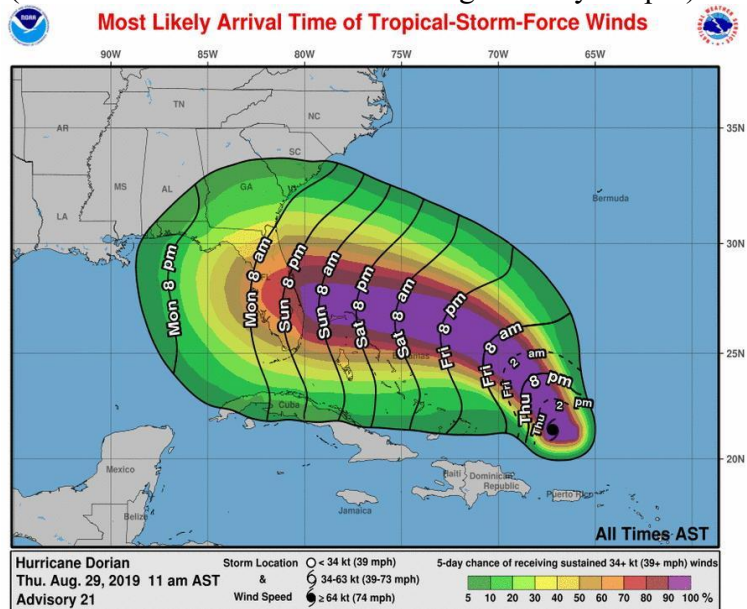 Most Likely Arrival Time of Tropical-Storm-Force Winds
NOAA
90W 85W 80W 75W 70W 65W
TN
NC
AR
SC
MS
AL
GA
LA
35N
Bermuda
30N
Mon 8 pm
Mon 8 am
Sun 8 pm
Sun 8 am
Sat 8 pm
Sat 8 am
Fri 8 pm
Fri 8 am
Fri 2 am
Thu 8 pm
Thu 2 pm
25N
Cuba
20N
Mexico
Belize
Jamaica
Haiti
Dominican
Republic
Puerto Rico
All Times AST
Hurricane Dorian
Thu. Aug. 29, 2019 11 am AST
Advisory 21
Storm Location
&
Wind Speed
< 34 kt (39 mph)
34-63 kt (39-73 mph)
≥ 64 kt (74 mph)
5-day chance of receiving sustained 34+ kt (39+ mph) winds
5 10 20 30 40 50 60 70 80 90 100 %